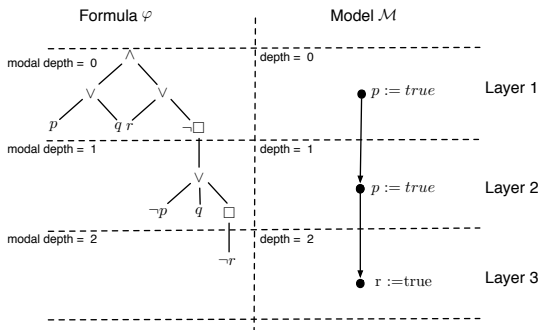 Formula φ Model ℳ
modal depth = 0 depth = 0
∧
∨ ∨ p := true Layer 1
p q r ¬□
modal depth = 1 depth = 1
∨ p := true Layer 2
¬p q □
modal depth = 2 depth = 2
¬r
r :=true Layer 3